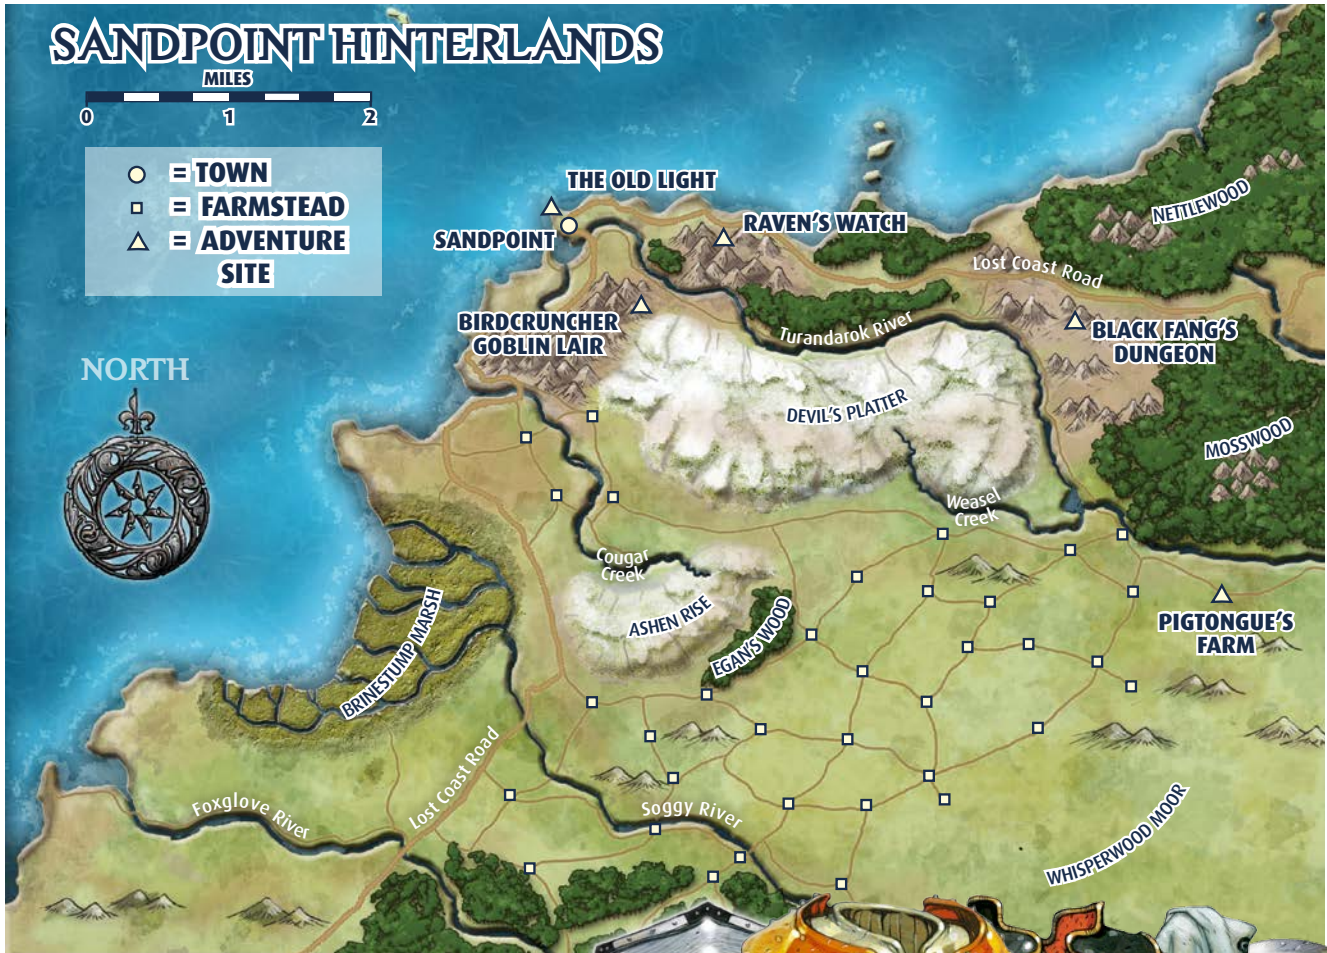 SANDPOINT HINTERLANDS
MILES
0 1 2
= TOWN
= FARMSTEAD
= ADVENTURE
SITE
THE OLD LIGHT
SANDPOINT
RAVEN'S WATCH
NETTLEWOOD
Lost Coast Road
BIRDCRUNCHER
GOBLIN LAIR
Turandarok River
BLACK FANG'S
DUNGEON
NORTH
DEVIL'S PLATTER
MOSSWOOD
Weasel
Creek
Cougar
Creek
ASHEN RISE
EGAN'S WOOD
PIGTONGUE'S
FARM
BRINESTUMP MARSH
Lost Coast Road
Foxglove River
Soggy River
WHISPERWOOD MOOR